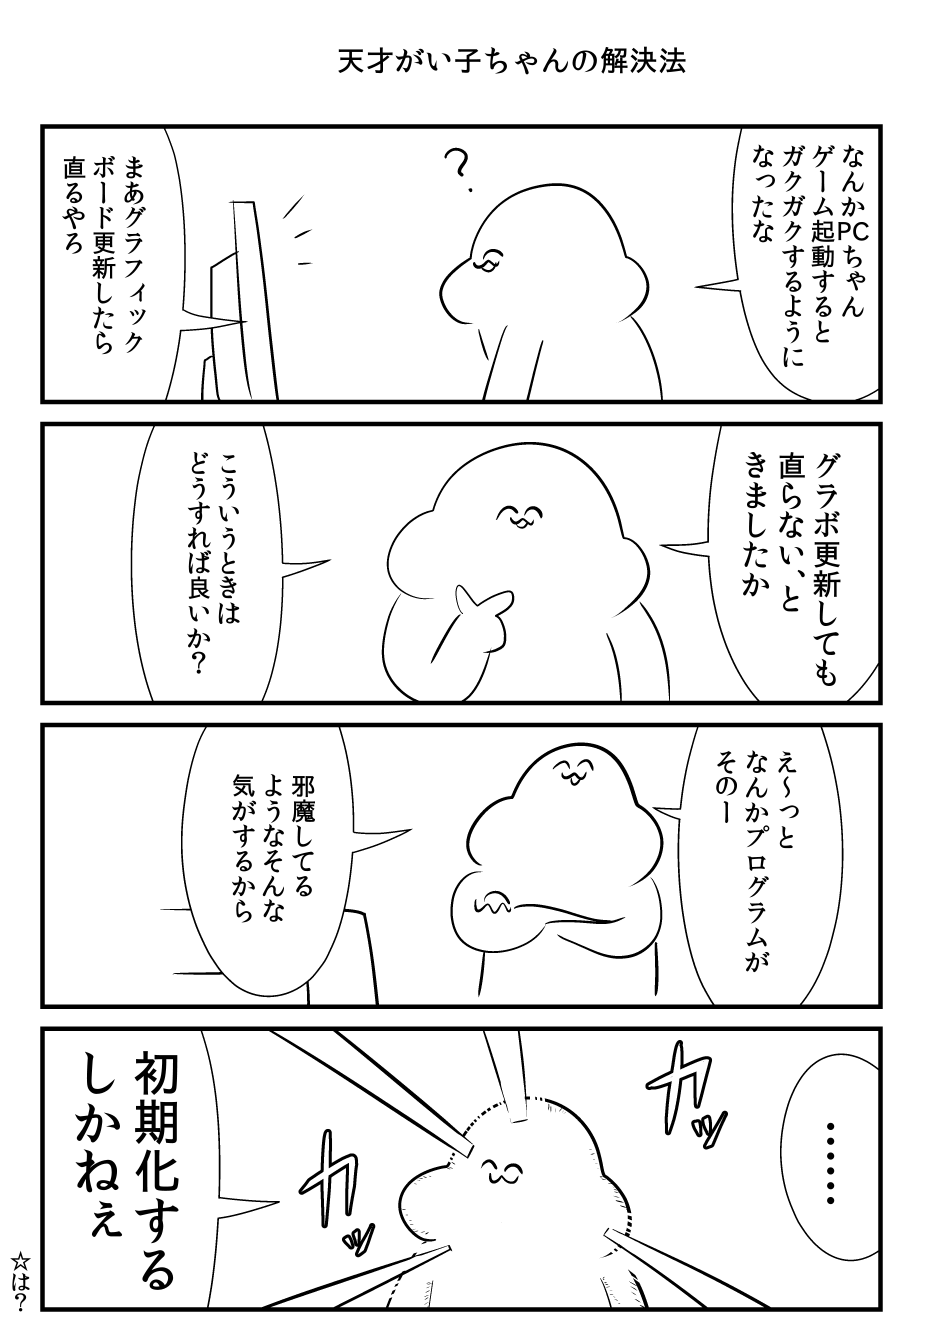 天才がい子ちゃんの解決法
なんかPCちゃん
ゲーム起動すると
ガクガクするように
なったな
？
まあグラフィック
ボード更新したら
直るやろ
グラボ更新しても
直らない、と
きましたか
こういうときは
どうすれば良いか？
え〜っと
なんかプログラムが
そのー
邪魔してる
ようなそんな
気がするから
……
カッ
カッ
初期化する
しかねぇ
☆は？